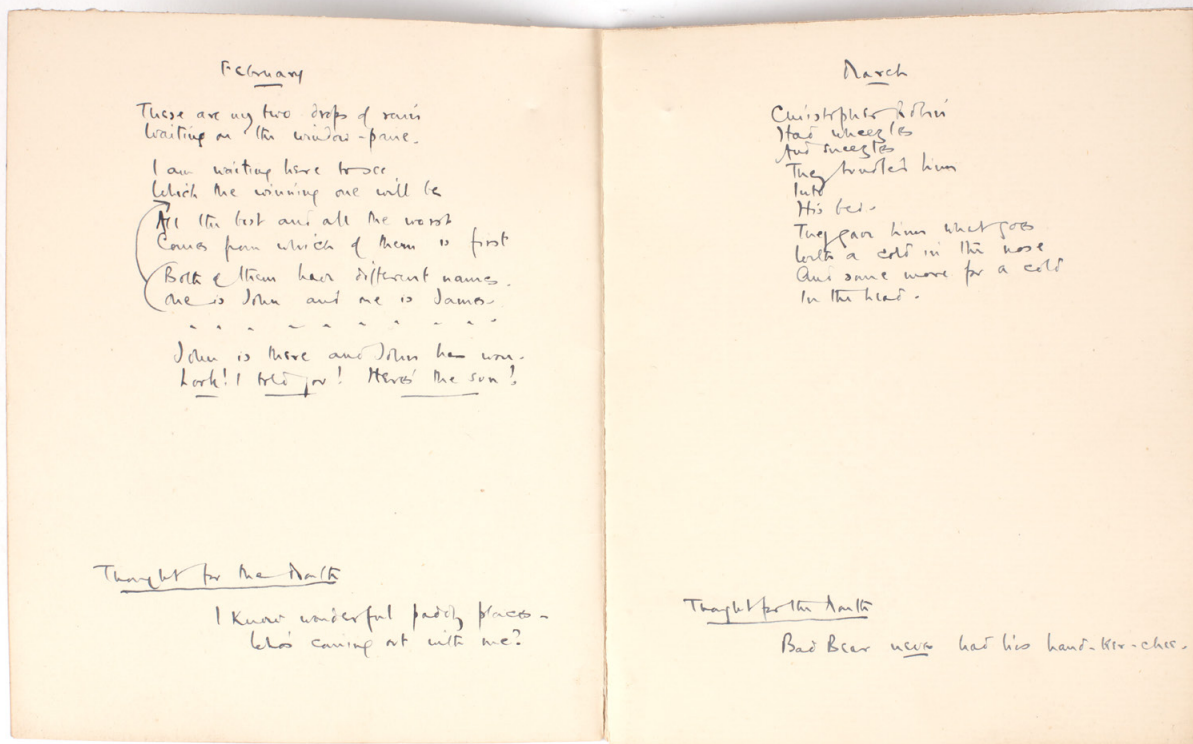 February
These are my two drops of rain
Waiting on the window-pane.
I am waiting here to see
Which the winning one will be
All the best and all the worst
Comes from which of them is first
Both of them have different names.
One is John and one is James.
John is there and John has won.
Look! I told you! Here's the sun!
Thought for the Month
I know wonderful paddly places -
Who's coming out with me?
March
Christopher Robin
Had wheezles
And sneezles
They bundled him
Into
His bed.
They gave him what goes
With a cold in the nose
And some more for a cold
In the head.
Thought for the Month
Bad Bear never had his hand-ker-chee.